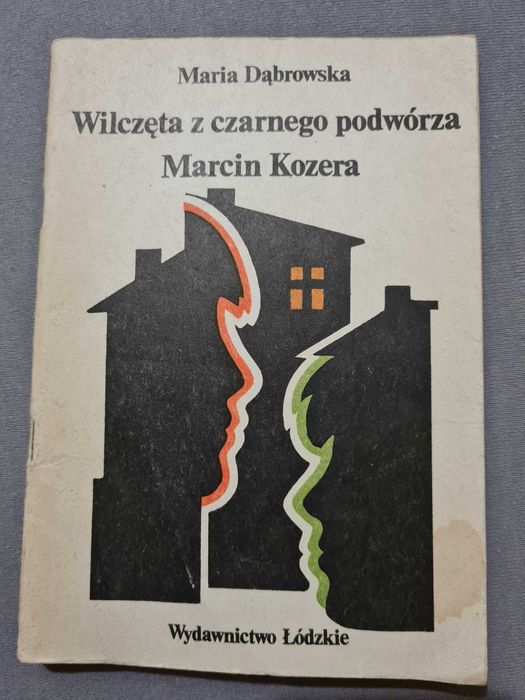 Maria Dąbrowska
Wilczęta z czarnego podwórza
Marcin Kozera
Wydawnictwo Łódzkie